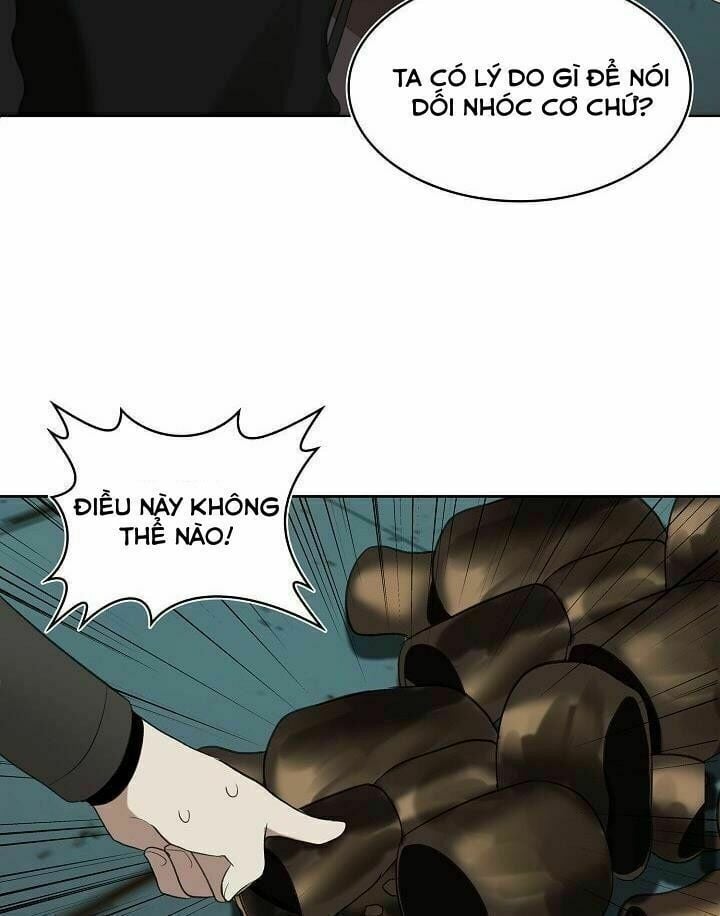 TA CÓ LÝ DO GÌ ĐỂ NÓI
DỐI NHÓC CƠ CHỨ?
ĐIỀU NÀY KHÔNG
THỂ NÀO!